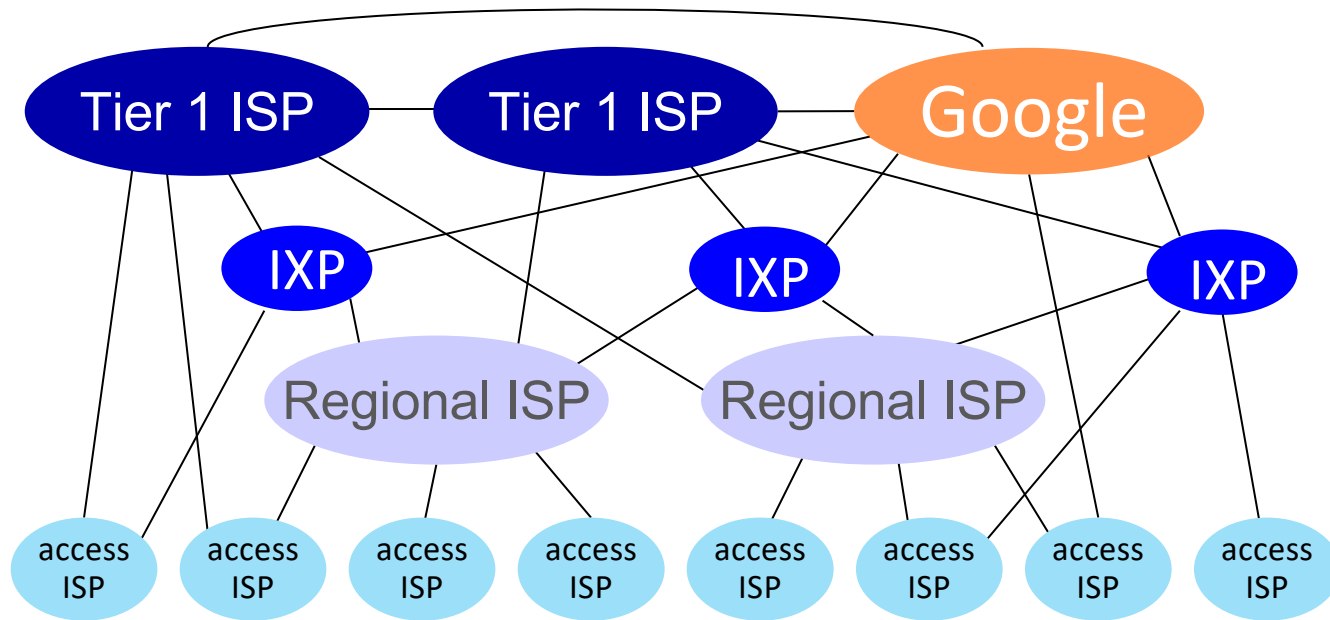 Tier 1 ISP
Tier 1 ISP
Google
IXP
IXP
IXP
Regional ISP
Regional ISP
access
ISP
access
ISP
access
ISP
access
ISP
access
ISP
access
ISP
access
ISP
access
ISP